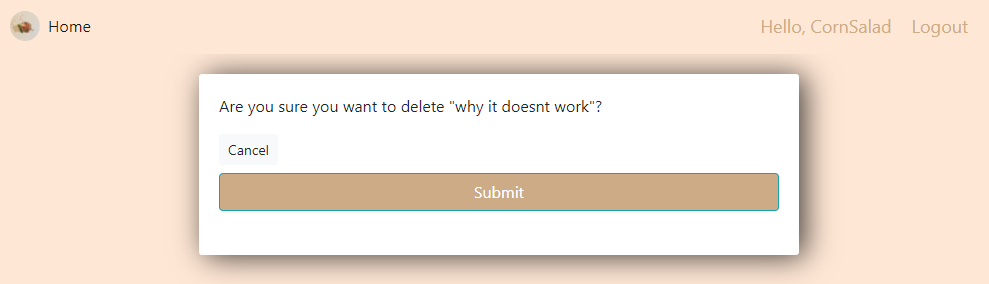 Home
Hello, CornSalad
Logout
Are you sure you want to delete "why it doesnt work"?
Cancel
Submit